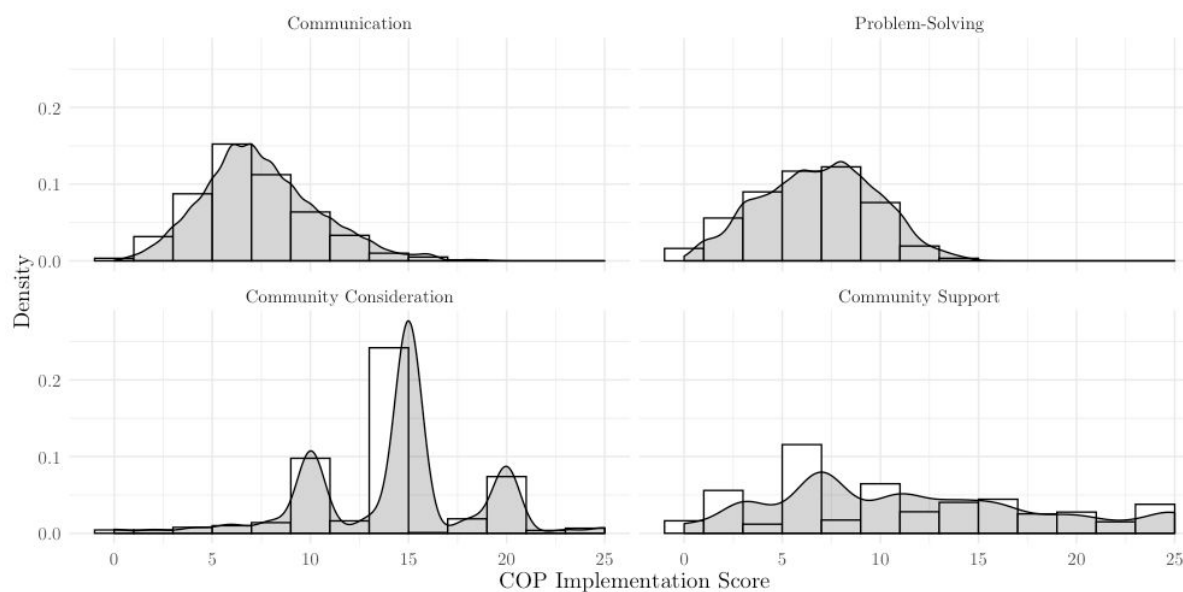 Communication
Problem-Solving
0.2
0.1
0.0
Density
Community Consideration
Community Support
0.2
0.1
0.0
0 5 10 15 20 25
0 5 10 15 20 25
COP Implementation Score